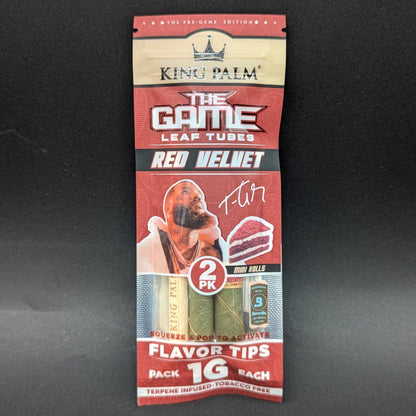 ★ THE PRE-GAME EDITION ★
KING PALM®
THE
GAME
LEAF TUBES
RED VELVET
2
PK
MINI ROLLS
KING PALM
SQUEEZE & POP TO ACTIVATE
FLAVOR TIPS
PACK 1G EACH
TERPENE INFUSED · TOBACCO FREE